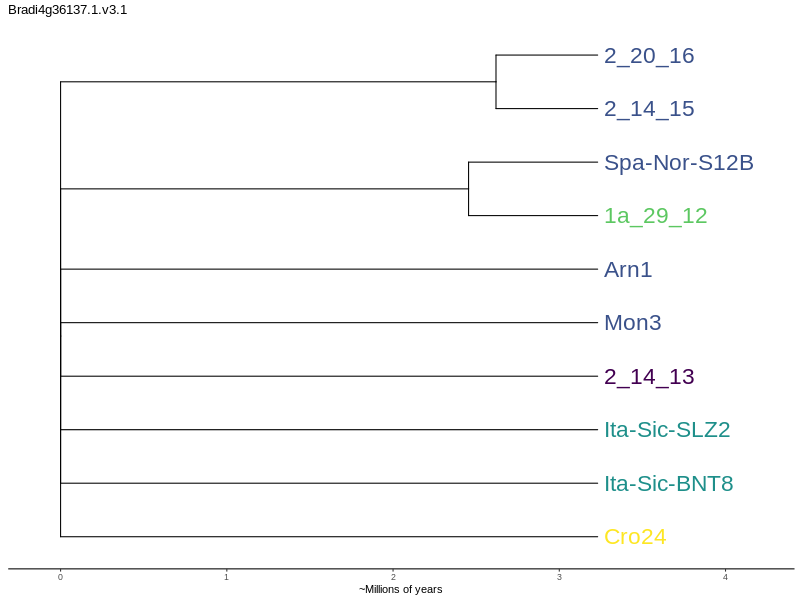 Bradi4g36137.1.v3.1
2_20_16
2_14_15
Spa-Nor-S12B
1a_29_12
Arn1
Mon3
2_14_13
Ita-Sic-SLZ2
Ita-Sic-BNT8
Cro24
0 1 2 3 4
~Millions of years